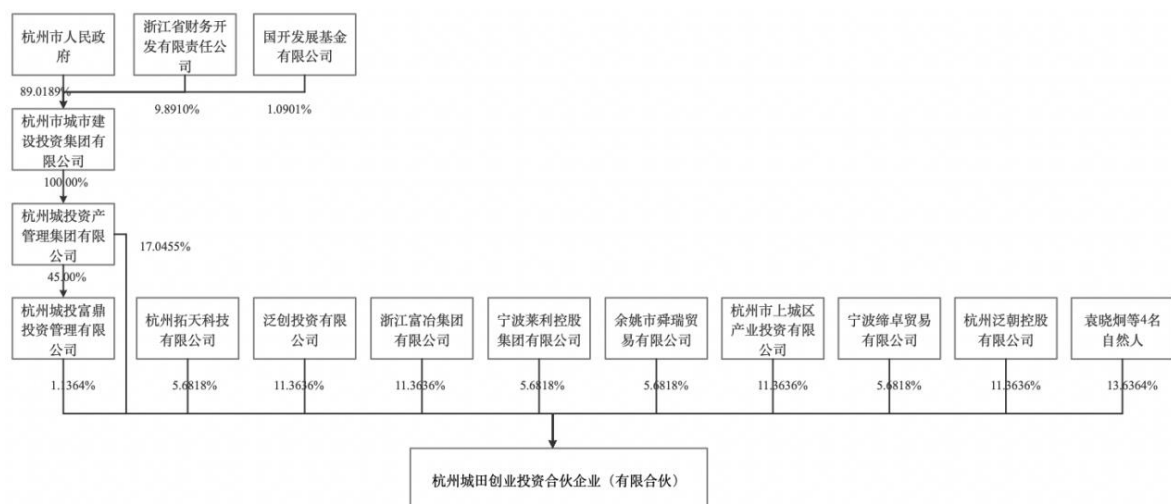 杭州市人民政
府
浙江省财务开
发有限责任公
司
国开发展基金
有限公司
89.0189%
9.8910%
1.0901%
杭州市城市建
设投资集团有
限公司
100.00%
杭州城投资产
管理集团有限
公司
17.0455%
45.00%
杭州城投富鼎
投资管理有限
公司
杭州拓天科技
有限公司
泛创投资有限
公司
浙江富冶集团
有限公司
宁波莱利控股
集团有限公司
余姚市舜瑞贸
易有限公司
杭州市上城区
产业投资有限
公司
宁波缔卓贸易
有限公司
杭州泛朝控股
有限公司
袁晓炯等4名
自然人
1.1364%
5.6818%
11.3636%
11.3636%
5.6818%
5.6818%
11.3636%
5.6818%
11.3636%
13.6364%
杭州城田创业投资合伙企业（有限合伙）